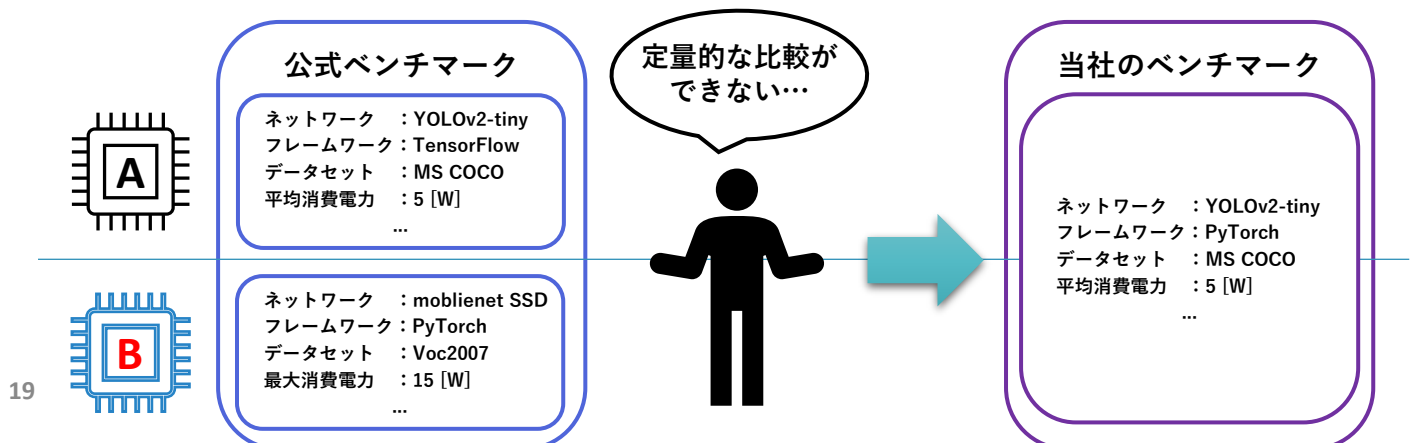 公式ベンチマーク
A
ネットワーク ：YOLOv2-tiny
フレームワーク：TensorFlow
データセット ：MS COCO
平均消費電力 ：5 [W]
...
B
ネットワーク ：moblienet SSD
フレームワーク：PyTorch
データセット ：Voc2007
最大消費電力 ：15 [W]
...
定量的な比較が
できない…
当社のベンチマーク
ネットワーク ：YOLOv2-tiny
フレームワーク：PyTorch
データセット ：MS COCO
平均消費電力 ：5 [W]
...
19